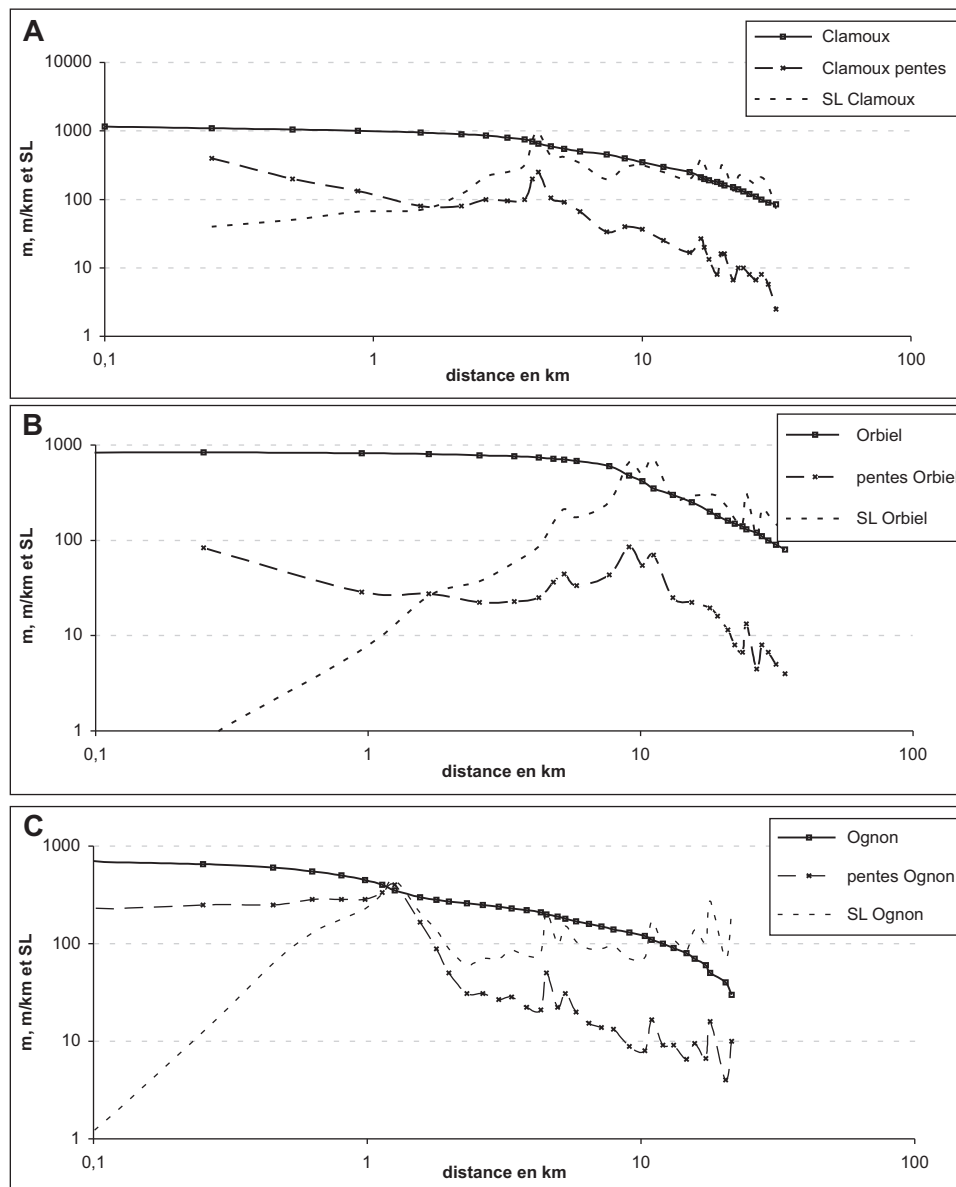 A
Clamoux
Clamoux pentes
SL Clamoux
10000
1000
100
10
1
m, m/km et SL
0,1
1
10
100
distance en km
B
Orbiel
pentes Orbiel
SL Orbiel
1000
100
10
1
m, m/km et SL
0,1
1
10
100
distance en km
C
Ognon
pentes Ognon
SL Ognon
1000
100
10
1
m, m/km et SL
0,1
1
10
100
distance en km